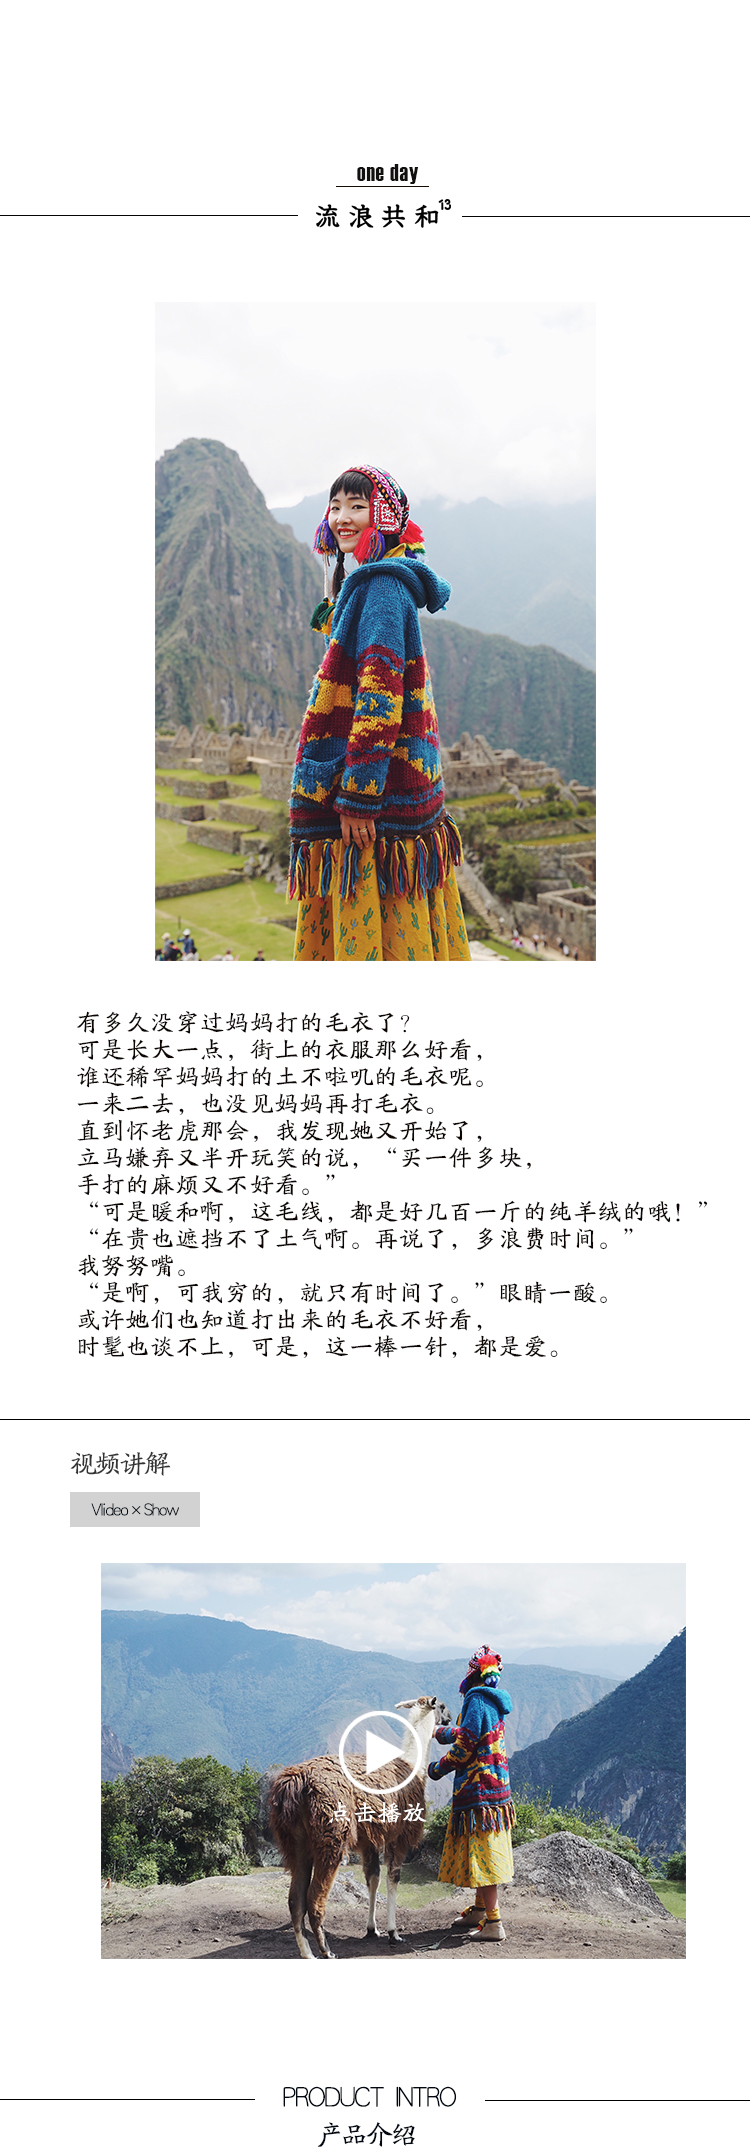 one day
流浪共和13
有多久没穿过妈妈打的毛衣了？
可是长大一点，街上的衣服那么好看，
谁还稀罕妈妈打的土不啦叽的毛衣呢。
一来二去，也没见妈妈再打毛衣。
直到怀老虎那会，我发现她又开始了，
立马嫌弃又半开玩笑的说，“买一件多块，
手打的麻烦又不好看。”
“可是暖和啊，这毛线，都是好几百一斤的纯羊绒的哦！”
“在贵也遮挡不了土气啊。再说了，多浪费时间。”
我努努嘴。
“是啊，可我穷的，就只有时间了。”眼睛一酸。
或许她们也知道打出来的毛衣不好看，
时髦也谈不上，可是，这一棒一针，都是爱。
视频讲解
VIideo×Show
点击播放
PRODUCT INTRO
产品介绍